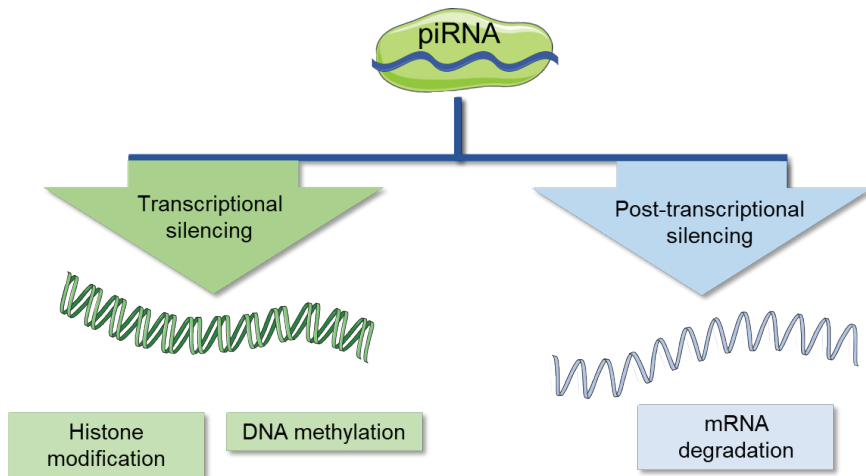 piRNA
Transcriptional
silencing
Post-transcriptional
silencing
Histone
modification
DNA methylation
mRNA
degradation